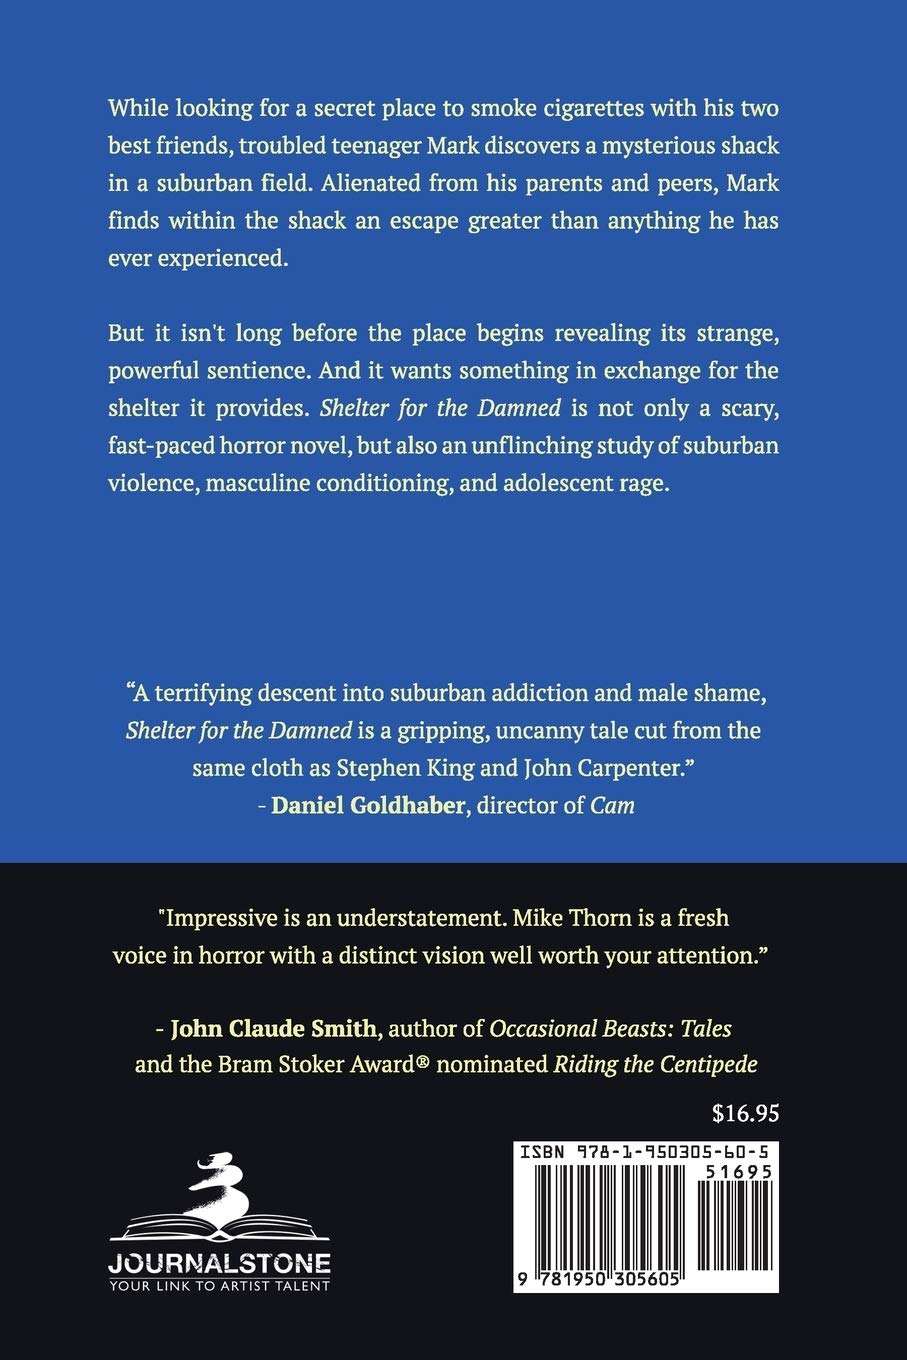 While looking for a secret place to smoke cigarettes with his two
best friends, troubled teenager Mark discovers a mysterious shack
in a suburban field. Alienated from his parents and peers, Mark
finds within the shack an escape greater than anything he has
ever experienced.
But it isn't long before the place begins revealing its strange,
powerful sentience. And it wants something in exchange for the
shelter it provides. Shelter for the Damned is not only a scary,
fast-paced horror novel, but also an unflinching study of suburban
violence, masculine conditioning, and adolescent rage.
“A terrifying descent into suburban addiction and male shame,
Shelter for the Damned is a gripping, uncanny tale cut from the
same cloth as Stephen King and John Carpenter.”
- Daniel Goldhaber, director of Cam
"Impressive is an understatement. Mike Thorn is a fresh
voice in horror with a distinct vision well worth your attention.”
- John Claude Smith, author of Occasional Beasts: Tales
and the Bram Stoker Award® nominated Riding the Centipede
$16.95
ISBN 978-1-950305-60-5
51695
9 781950 305605
JOURNALSTONE
YOUR LINK TO ARTIST TALENT